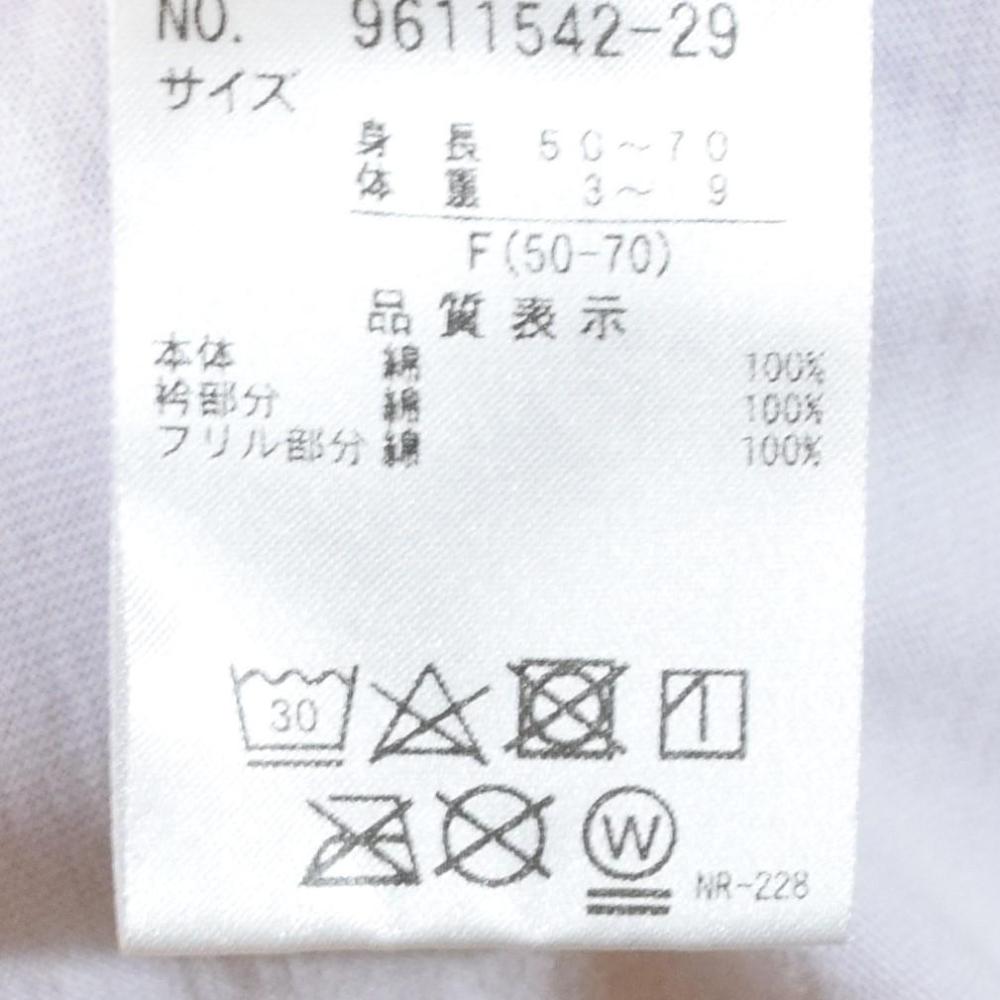 NO. 9611542-29
サイズ
身 長 50~70
体 重 3~ 9
F(50-70)
品質表示
本体 綿 100%
衿部分 綿 100%
フリル部分 綿 100%
30
W
NR-228